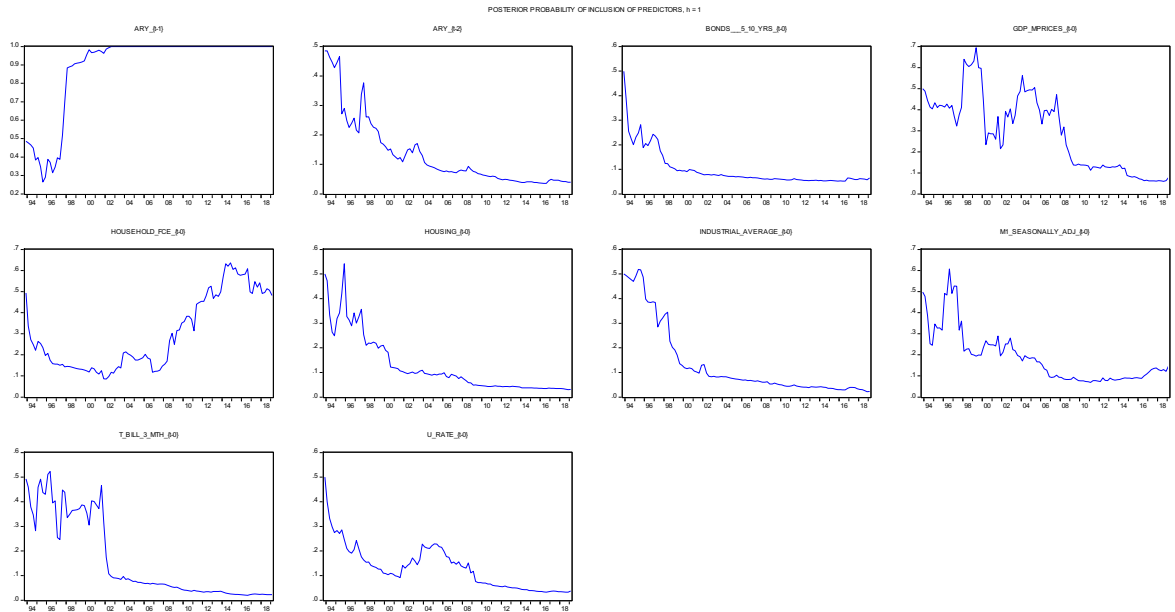 POSTERIOR PROBABILITY OF INCLUSION OF PREDICTORS, h = 1
ARY_(t-1) ARY_(t-2) BONDS__5_10_YRS_(t-0) GDP_MPRICES_(t-0)
1.0 .5 .6 .7
0.9 .6
.5
0.8 .4 .5
0.7 .4
.3 .4
0.6 .3
0.5 .2 .3
.2
0.4 .2
.1 .1
0.3 .1
0.2 .0 .0 .0
94 96 98 00 02 04 06 08 10 12 14 16 18 94 96 98 00 02 04 06 08 10 12 14 16 18 94 96 98 00 02 04 06 08 10 12 14 16 18 94 96 98 00 02 04 06 08 10 12 14 16 18
HOUSEHOLD_FCE_(t-0) HOUSING_(t-0) INDUSTRIAL_AVERAGE_(t-0) M1_SEASONALLY_ADJ_(t-0)
.7 .6 .6 .7
.6 .6
.5 .5
.5 .5
.4 .4
.4 .4
.3 .3
.3 .3
.2 .2
.2 .2
.1 .1
.1 .1
.0 .0 .0 .0
94 96 98 00 02 04 06 08 10 12 14 16 18 94 96 98 00 02 04 06 08 10 12 14 16 18 94 96 98 00 02 04 06 08 10 12 14 16 18 94 96 98 00 02 04 06 08 10 12 14 16 18
T_BILL_3_MTH_(t-0) U_RATE_(t-0)
.6 .6
.5 .5
.4 .4
.3 .3
.2 .2
.1 .1
.0 .0
94 96 98 00 02 04 06 08 10 12 14 16 18 94 96 98 00 02 04 06 08 10 12 14 16 18